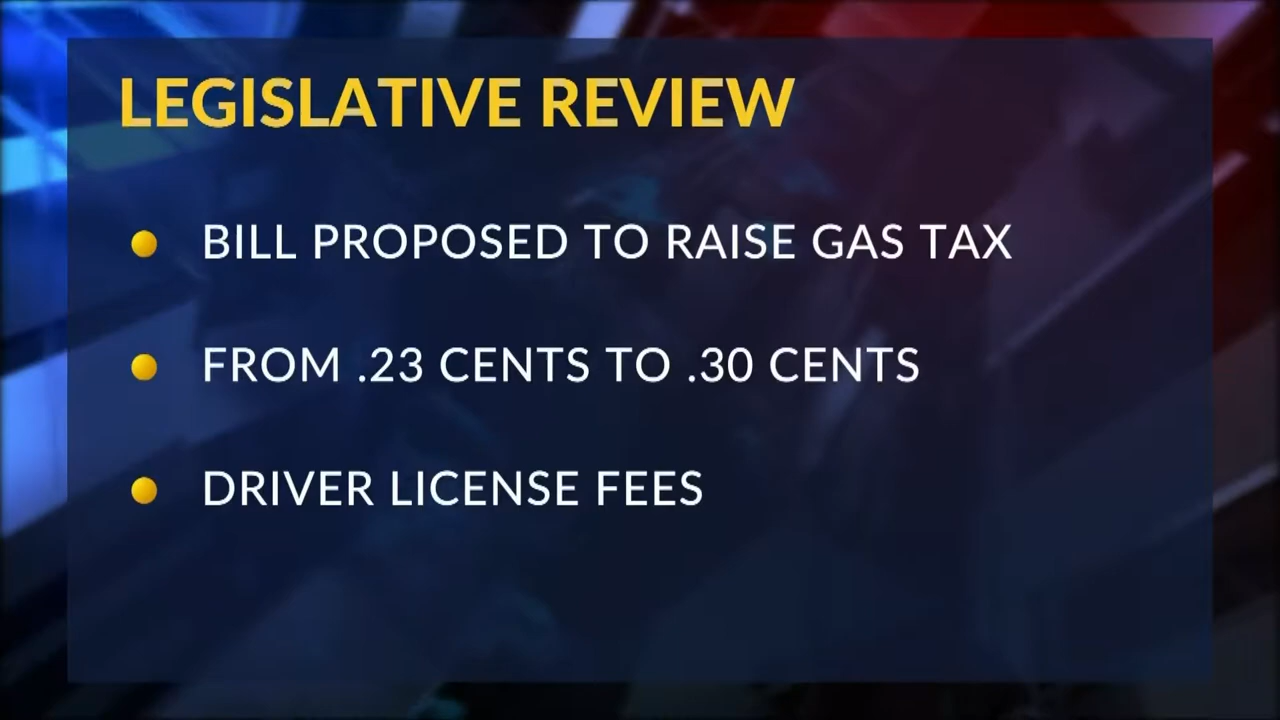 LEGISLATIVE REVIEW
BILL PROPOSED TO RAISE GAS TAX
FROM .23 CENTS TO .30 CENTS
DRIVER LICENSE FEES